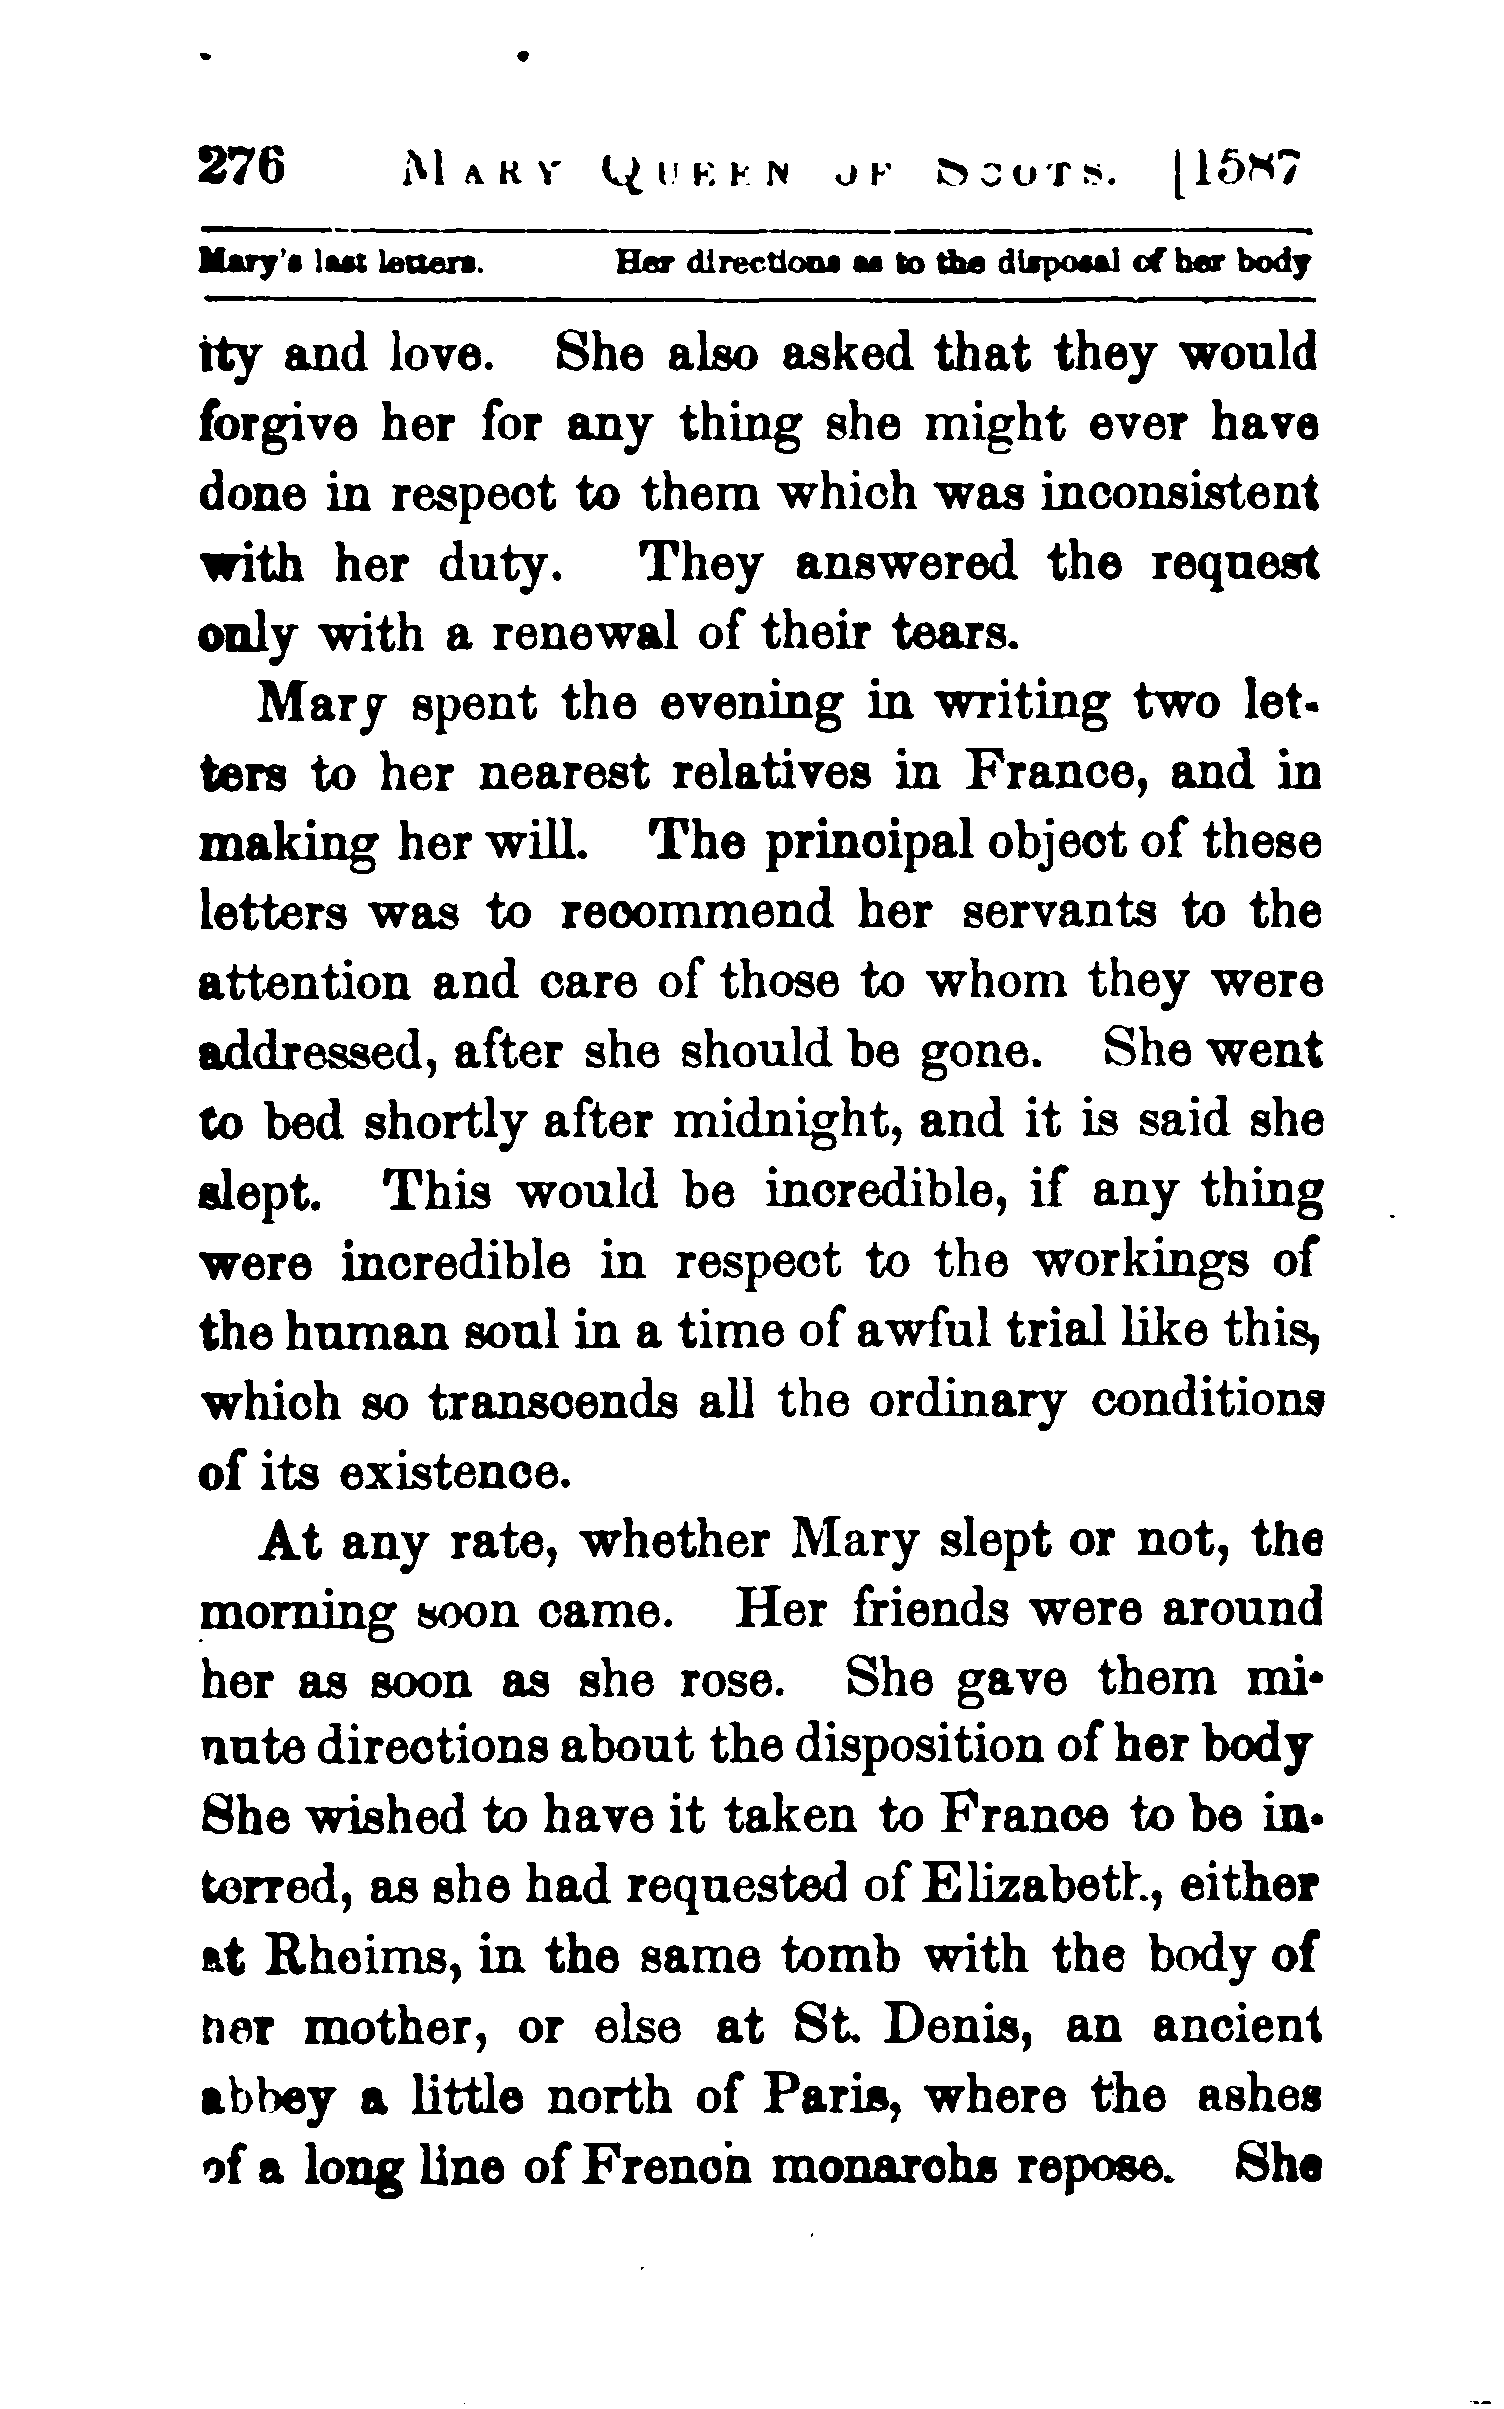 276 MARY QUEEN OF SCOTS. [1587
Mary's last letters. Her directions as to the disposal of her body
ity and love. She also asked that they would
forgive her for any thing she might ever have
done in respect to them which was inconsistent
with her duty. They answered the request
only with a renewal of their tears.
Mary spent the evening in writing two let-
ters to her nearest relatives in France, and in
making her will. The principal object of these
letters was to recommend her servants to the
attention and care of those to whom they were
addressed, after she should be gone. She went
to bed shortly after midnight, and it is said she
slept. This would be incredible, if any thing
were incredible in respect to the workings of
the human soul in a time of awful trial like this,
which so transcends all the ordinary conditions
of its existence.
At any rate, whether Mary slept or not, the
morning soon came. Her friends were around
her as soon as she rose. She gave them mi-
nute directions about the disposition of her body
She wished to have it taken to France to be in-
terred, as she had requested of Elizabeth, either
at Rheims, in the same tomb with the body of
her mother, or else at St. Denis, an ancient
abbey a little north of Paris, where the ashes
of a long line of French monarchs repose. She